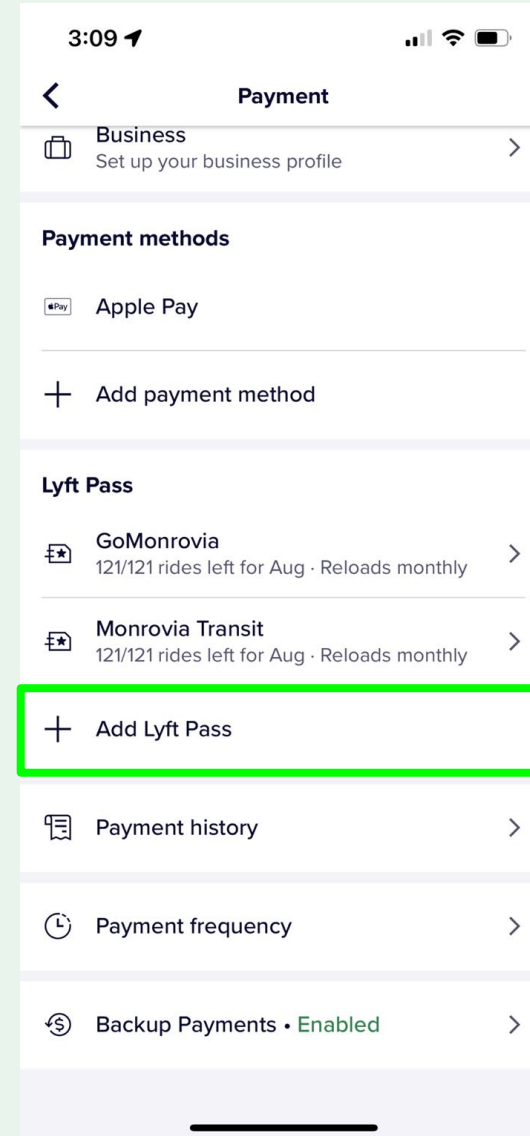 3:09
Payment
Business
Set up your business profile
Payment methods
Pay
Apple Pay
Add payment method
Lyft Pass
GoMonrovia
121/121 rides left for Aug · Reloads monthly
Monrovia Transit
121/121 rides left for Aug · Reloads monthly
Add Lyft Pass
Payment history
Payment frequency
Backup Payments • Enabled